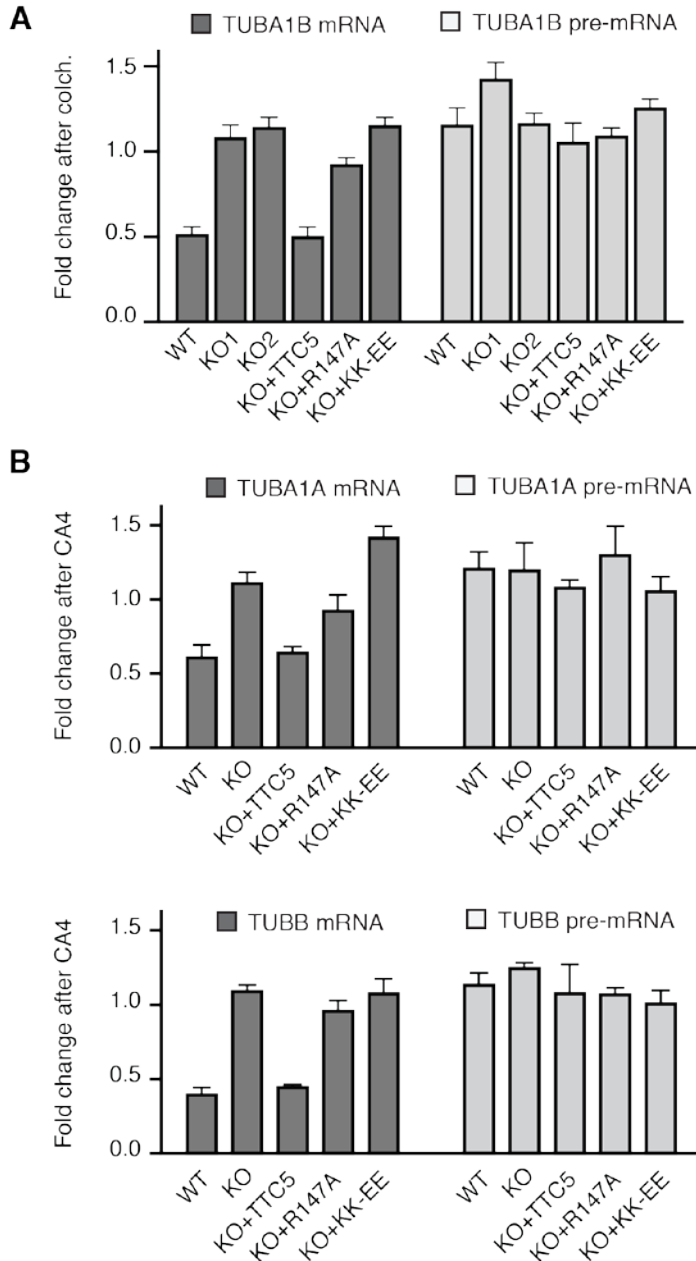 A
TUBA1B mRNA TUBA1B pre-mRNA
Fold change after colch.
1.5
1.0
0.5
0.0
WT KO1 KO2 KO+TTC5 KO+R147A KO+KK-EE WT KO1 KO2 KO+TTC5 KO+R147A KO+KK-EE
B
TUBA1A mRNA TUBA1A pre-mRNA
Fold change after CA4
1.5
1.0
0.5
0.0
WT KO KO+TTC5 KO+R147A KO+KK-EE WT KO KO+TTC5 KO+R147A KO+KK-EE
TUBB mRNA TUBB pre-mRNA
Fold change after CA4
1.5
1.0
0.5
0.0
WT KO KO+TTC5 KO+R147A KO+KK-EE WT KO KO+TTC5 KO+R147A KO+KK-EE